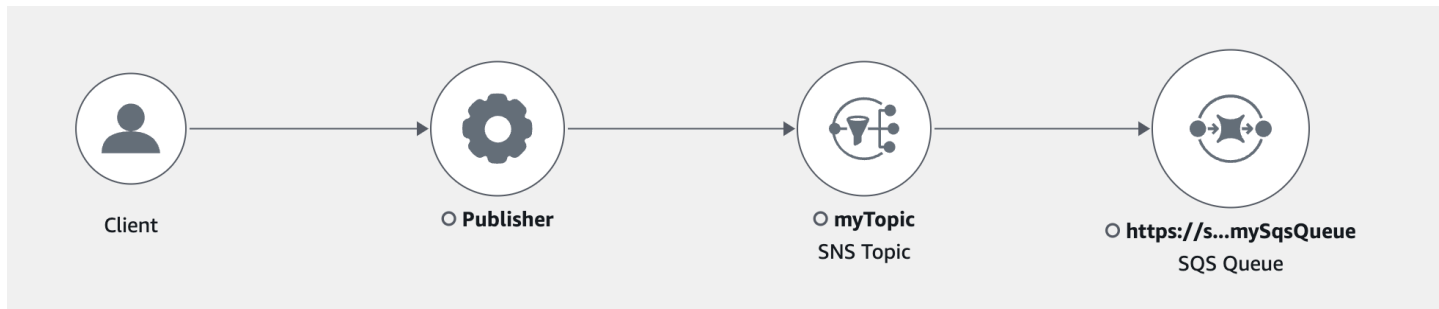 Client
Publisher
myTopic
SNS Topic
https://s...mySqsQueue
SQS Queue